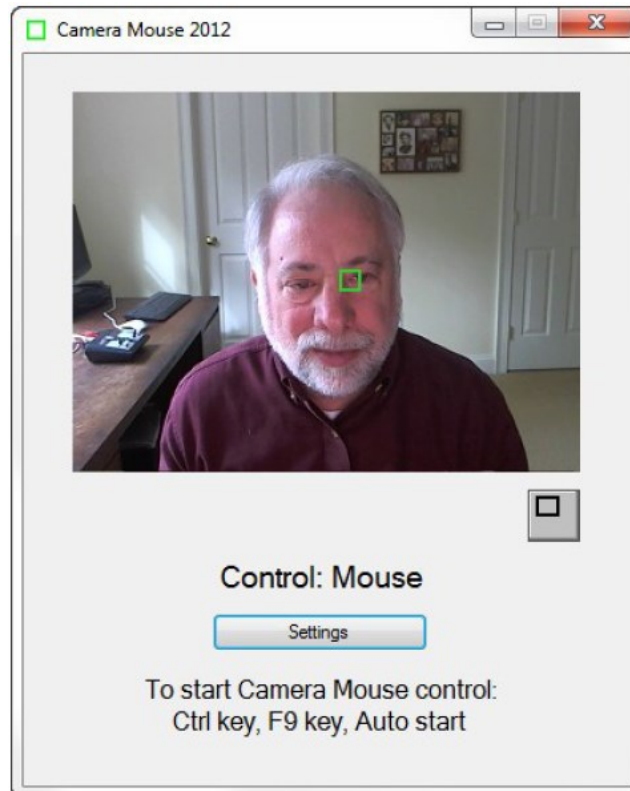 Camera Mouse 2012
Control: Mouse
Settings
To start Camera Mouse control:
Ctrl key, F9 key, Auto start